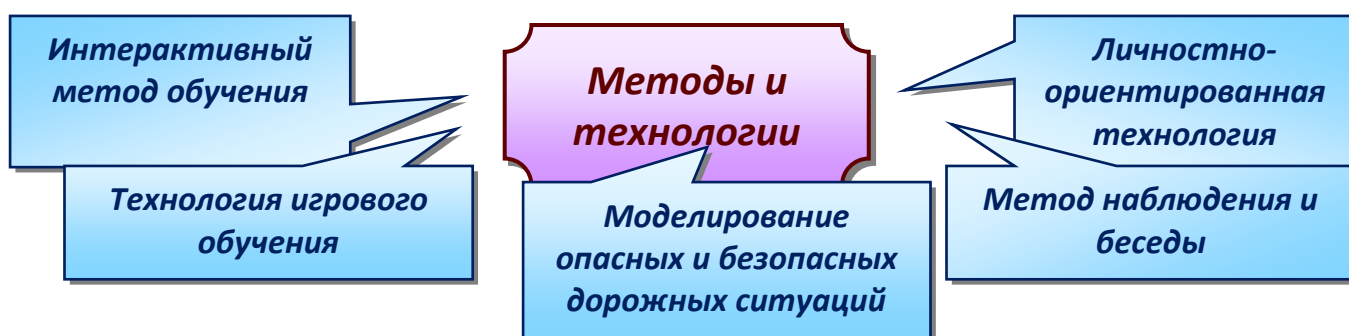 Интерактивный
метод обучения
Технология игрового
обучения
Методы и
технологии
Моделирование
опасных и безопасных
дорожных ситуаций
Личностно-
ориентированная
технология
Метод наблюдения и
беседы